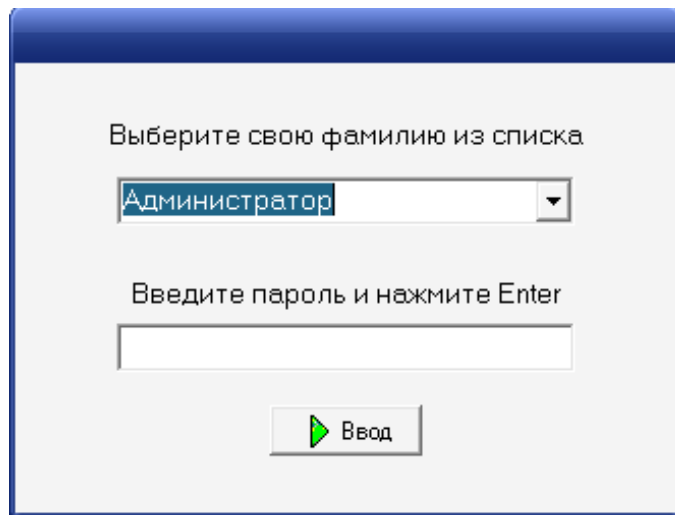 Выберите свою фамилию из списка
Администратор
Введите пароль и нажмите Enter
Ввод